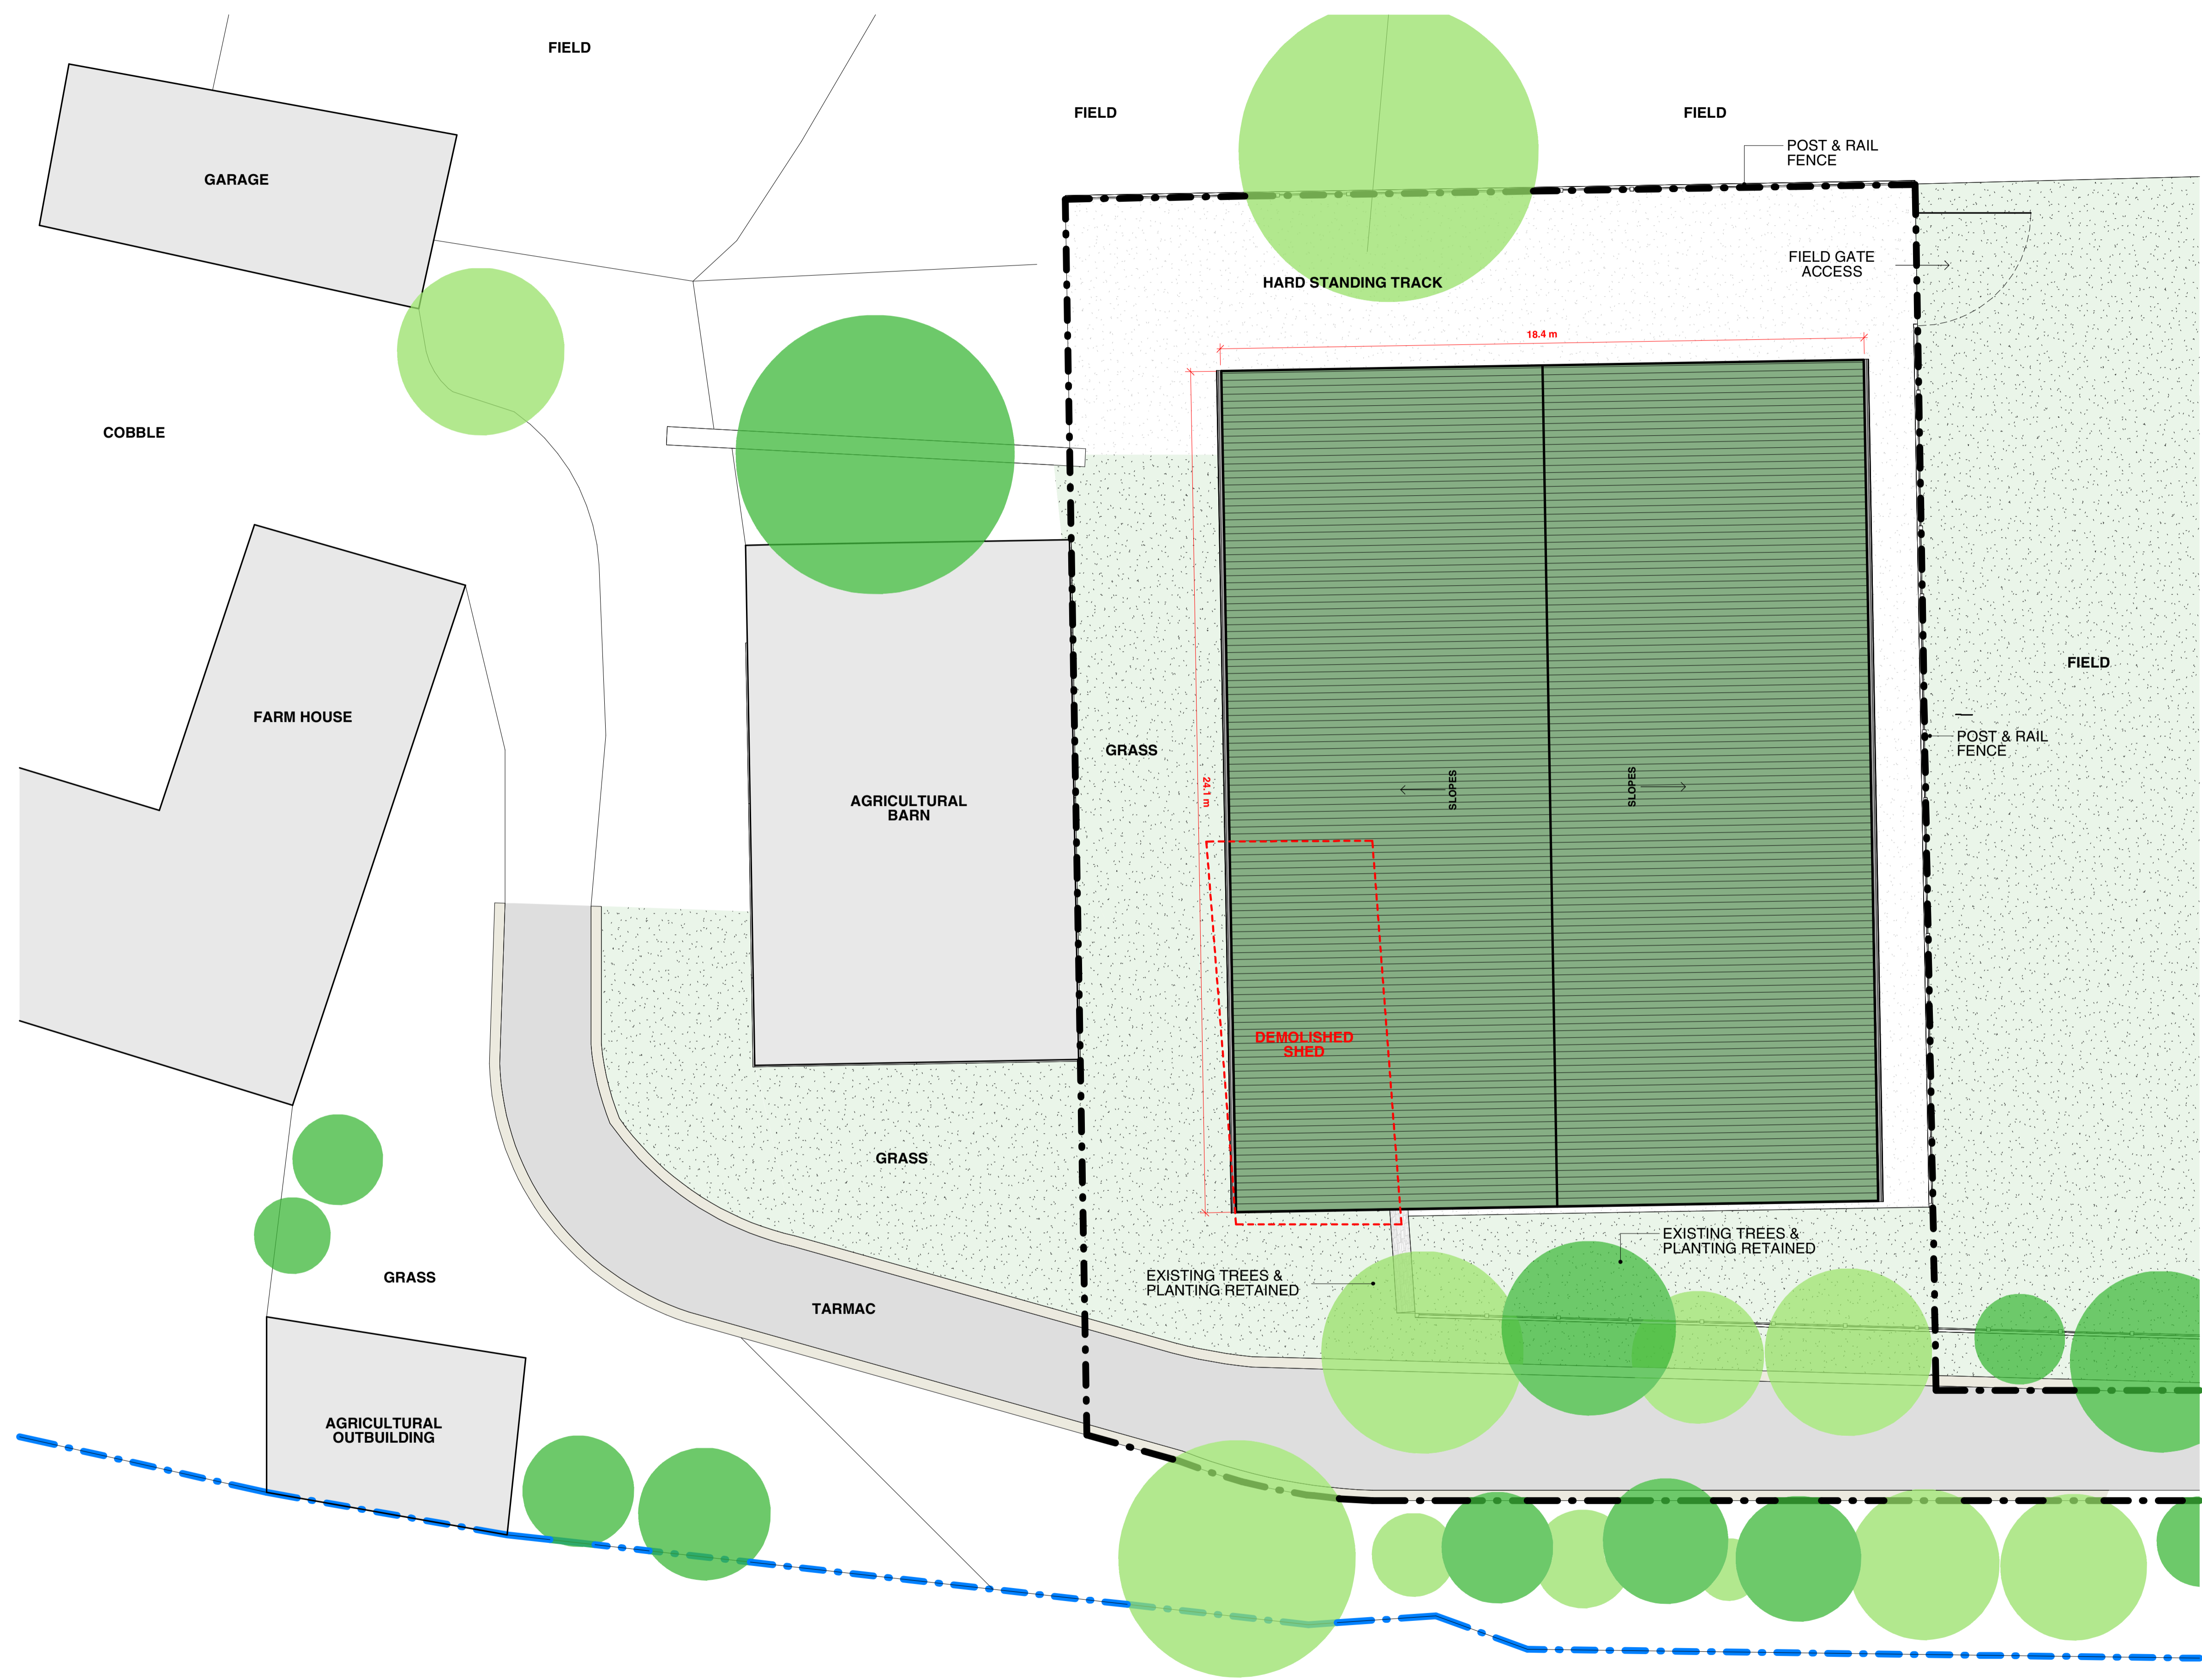 FIELD
FIELD
FIELD
POST & RAIL
FENCE
GARAGE
FIELD GATE
ACCESS
HARD STANDING TRACK
18.4 m
COBBLE
FIELD
FARM HOUSE
POST & RAIL
FENCE
GRASS
SLOPES
SLOPES
24.1 m
AGRICULTURAL
BARN
DEMOLISHED
SHED
GRASS
EXISTING TREES &
PLANTING RETAINED
EXISTING TREES &
PLANTING RETAINED
GRASS
TARMAC
AGRICULTURAL
OUTBUILDING